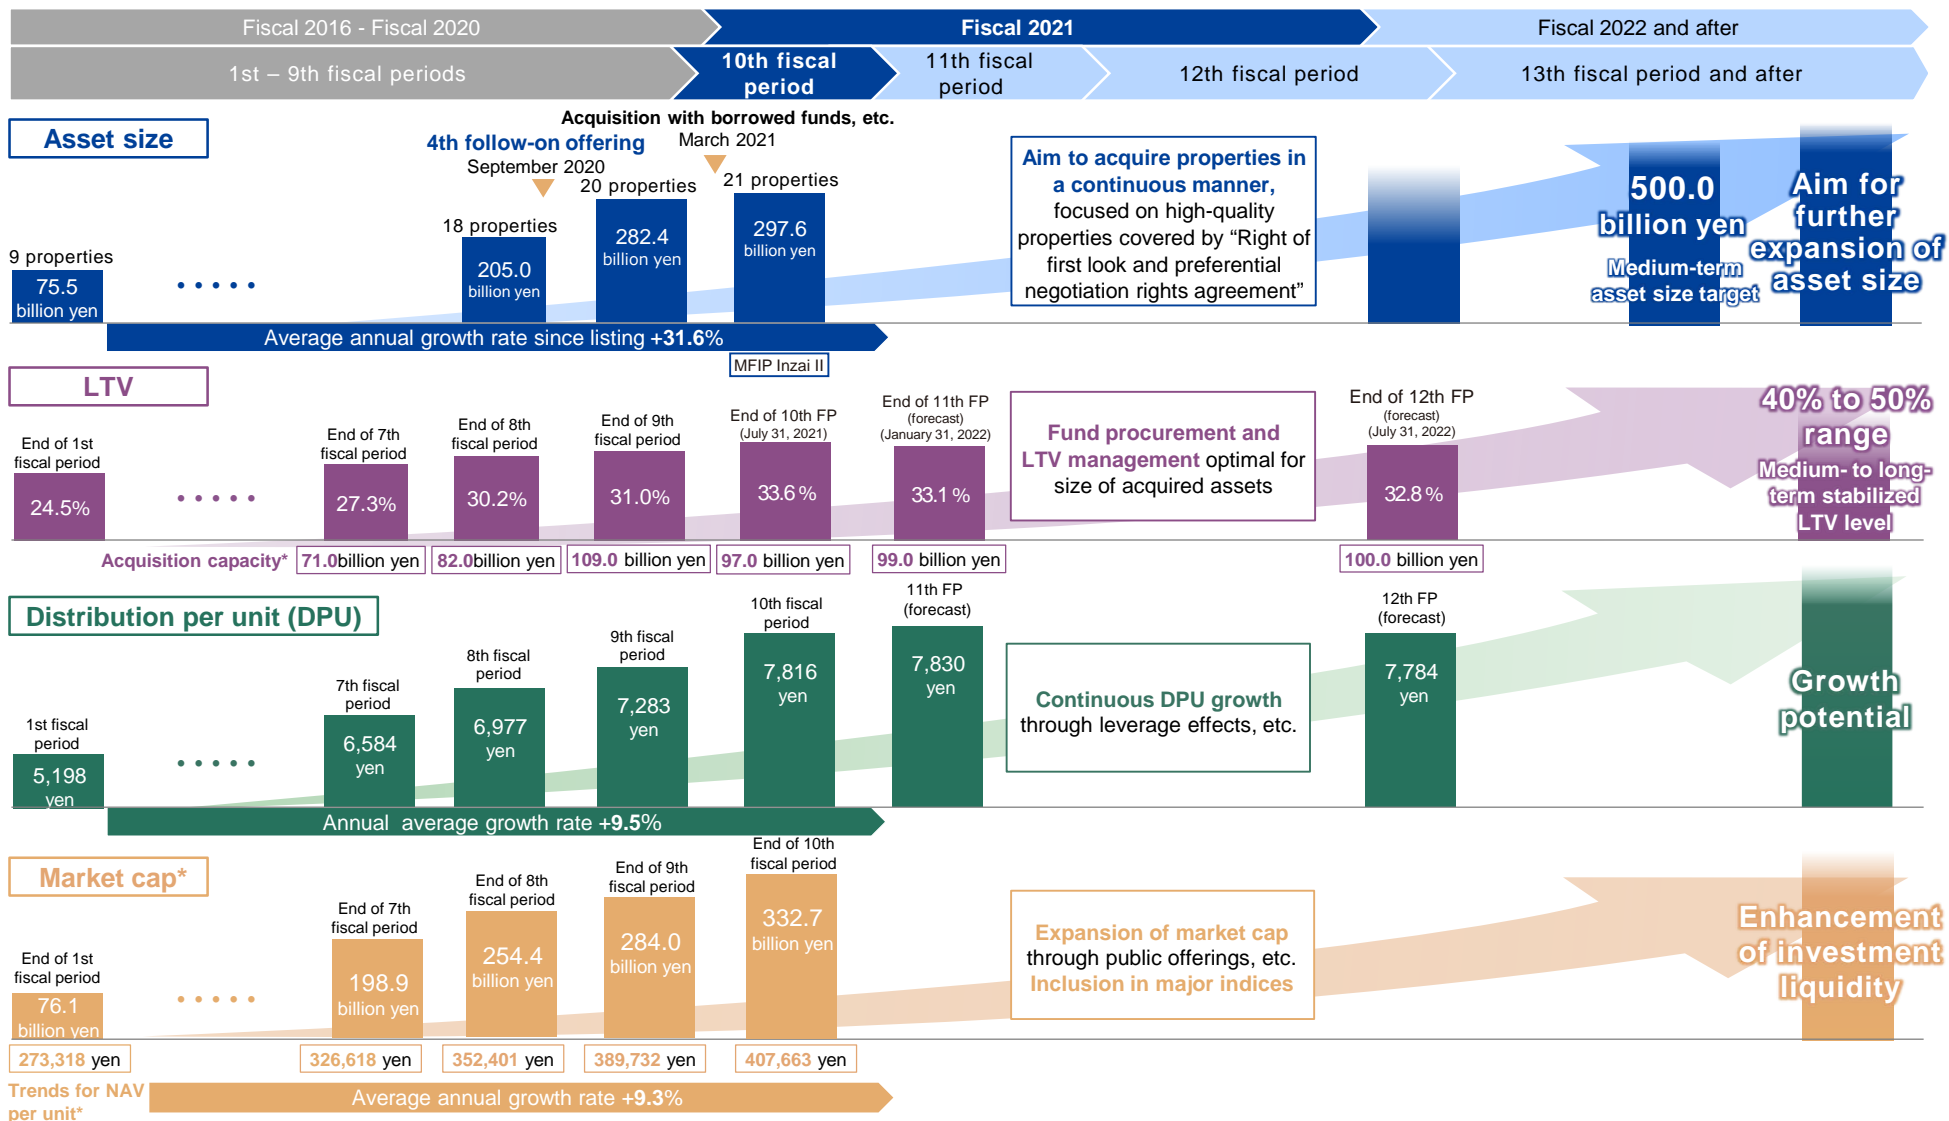 Fiscal 2016 - Fiscal 2020
Fiscal 2021
Fiscal 2022 and after
1st – 9th fiscal periods
10th fiscal
period
11th fiscal
period
12th fiscal period
13th fiscal period and after
Asset size
4th follow-on offering
September 2020
Acquisition with borrowed funds, etc.
March 2021
9 properties
75.5
billion yen
18 properties
205.0
billion yen
20 properties
282.4
billion yen
21 properties
297.6
billion yen
Aim to acquire properties in
a continuous manner,
focused on high-quality
properties covered by “Right of
first look and preferential
negotiation rights agreement”
500.0
billion yen
Medium-term
asset size target
Aim for
further
expansion of
asset size
Average annual growth rate since listing +31.6%
MFIP Inzai II
LTV
End of 1st
fiscal period
24.5%
End of 7th
fiscal period
27.3%
End of 8th
fiscal period
30.2%
End of 9th
fiscal period
31.0%
End of 10th FP
(July 31, 2021)
33.6%
End of 11th FP
(forecast)
(January 31, 2022)
33.1%
Fund procurement and
LTV management optimal for
size of acquired assets
End of 12th FP
(forecast)
(July 31, 2022)
32.8%
40% to 50%
range
Medium- to long-
term stabilized
LTV level
Acquisition capacity*
71.0billion yen
82.0billion yen
109.0 billion yen
97.0 billion yen
99.0 billion yen
100.0 billion yen
Distribution per unit (DPU)
1st fiscal
period
5,198
yen
7th fiscal
period
6,584
yen
8th fiscal
period
6,977
yen
9th fiscal
period
7,283
yen
10th fiscal
period
7,816
yen
11th FP
(forecast)
7,830
yen
Continuous DPU growth
through leverage effects, etc.
12th FP
(forecast)
7,784
yen
Growth
potential
Annual average growth rate +9.5%
Market cap*
End of 1st
fiscal period
76.1
billion yen
End of 7th
fiscal period
198.9
billion yen
End of 8th
fiscal period
254.4
billion yen
End of 9th
fiscal period
284.0
billion yen
End of 10th
fiscal period
332.7
billion yen
Expansion of market cap
through public offerings, etc.
Inclusion in major indices
Enhancement
of investment
liquidity
273,318 yen
326,618 yen
352,401 yen
389,732 yen
407,663 yen
Trends for NAV
per unit*
Average annual growth rate +9.3%